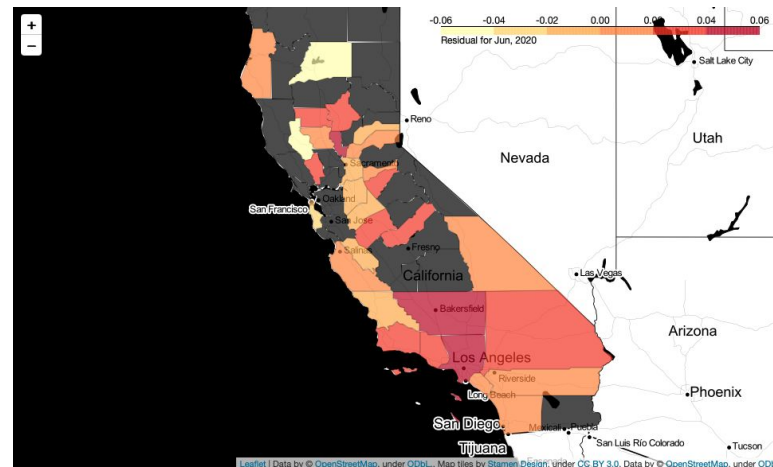 +
−
-0.06 -0.04 -0.02 0.00 0.02 0.04 0.06
Residual for Jun, 2020
Salt Lake City
Reno
Nevada
Utah
Sacramento
San Francisco
Oakland
San Jose
Salinas
Fresno
California
Las Vegas
Bakersfield
Arizona
Los Angeles
Riverside
Long Beach
Phoenix
San Diego
Mexicali
Puebla
Tijuana
San Luis Río Colorado
Tucson
Ensenada
Leaflet | Data by © OpenStreetMap, under ODbL., Map tiles by Stamen Design, under CC BY 3.0. Data by © OpenStreetMap, under ODb